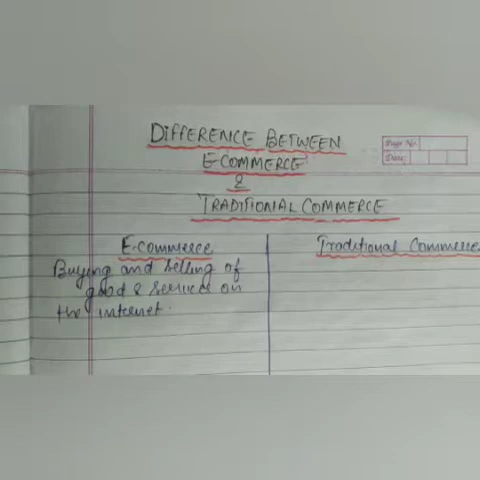 DIFFERENCE BETWEEN
E-COMMERCE
&
TRADITIONAL COMMERCE
Page No.
Date:
E-commerce
Buying and Selling of
good & services on
the internet.
Traditional Commerce